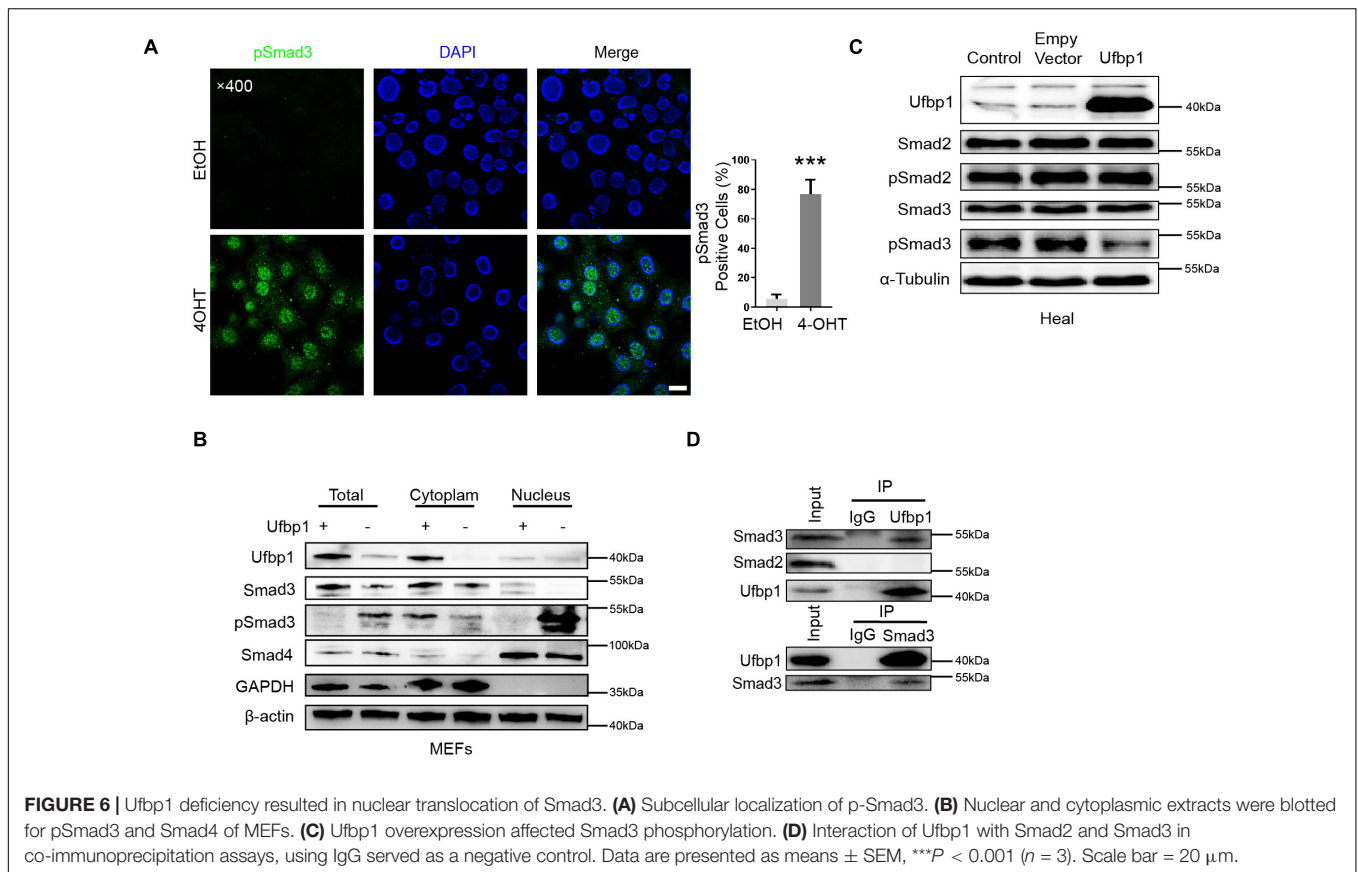 A
pSmad3 DAPI Merge
×400
EtOH
4OHT
pSmad3
Positive Cells (%)
100
80
60
40
20
0
***
EtOH 4-OHT
C
Control Empy Vector Ufbp1
Ufbp1 40kDa
Smad2 55kDa
pSmad2 55kDa
Smad3 55kDa
pSmad3 55kDa
α-Tubulin 55kDa
Heal
B
Total Cytoplam Nucleus
Ufbp1 + - + - + -
Ufbp1 40kDa
Smad3 55kDa
pSmad3 55kDa
Smad4 100kDa
GAPDH 35kDa
β-actin 40kDa
MEFs
D
IP
Input IgG Ufbp1
Smad3 55kDa
Smad2 55kDa
Ufbp1 40kDa
IP
Input IgG Smad3
Ufbp1 40kDa
Smad3 55kDa
FIGURE 6 | Ufbp1 deficiency resulted in nuclear translocation of Smad3. (A) Subcellular localization of p-Smad3. (B) Nuclear and cytoplasmic extracts were blotted
for pSmad3 and Smad4 of MEFs. (C) Ufbp1 overexpression affected Smad3 phosphorylation. (D) Interaction of Ufbp1 with Smad2 and Smad3 in
co-immunoprecipitation assays, using IgG served as a negative control. Data are presented as means ± SEM, ***P < 0.001 (n = 3). Scale bar = 20 μm.